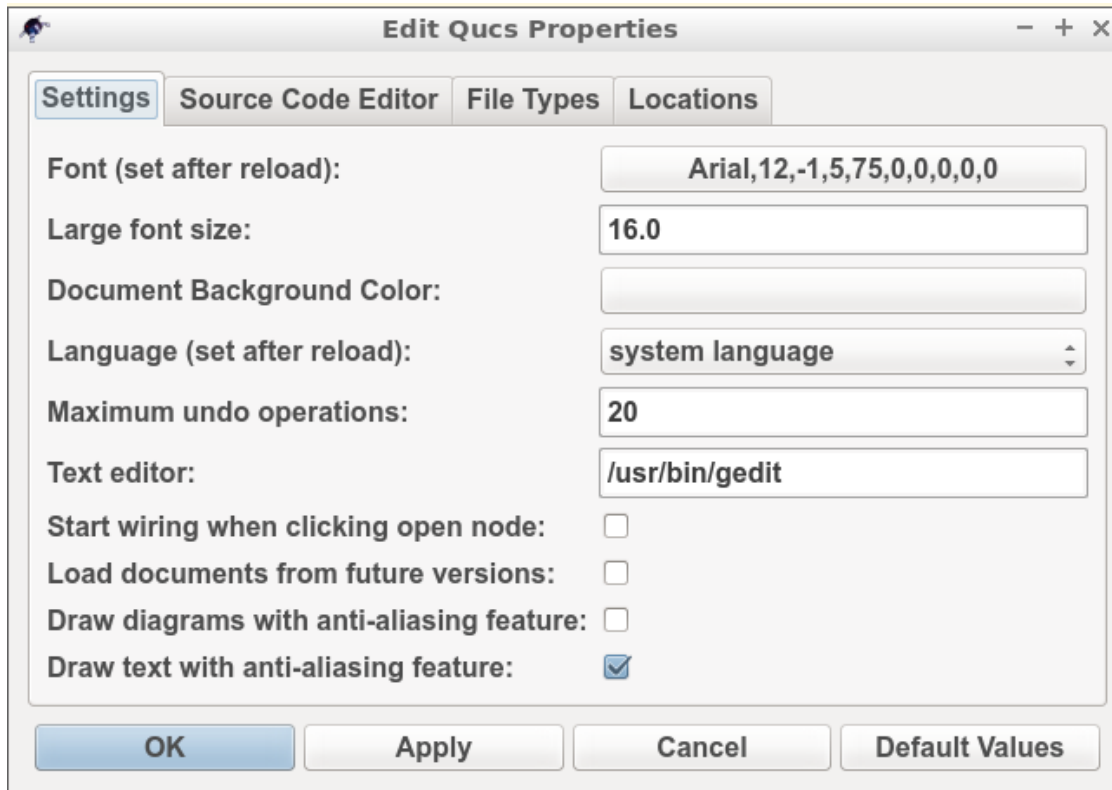 Edit Qucs Properties
Settings Source Code Editor File Types Locations
Font (set after reload): Arial,12,-1,5,75,0,0,0,0,0
Large font size: 16.0
Document Background Color:
Language (set after reload): system language
Maximum undo operations: 20
Text editor: /usr/bin/gedit
Start wiring when clicking open node:
Load documents from future versions:
Draw diagrams with anti-aliasing feature:
Draw text with anti-aliasing feature:
OK Apply Cancel Default Values